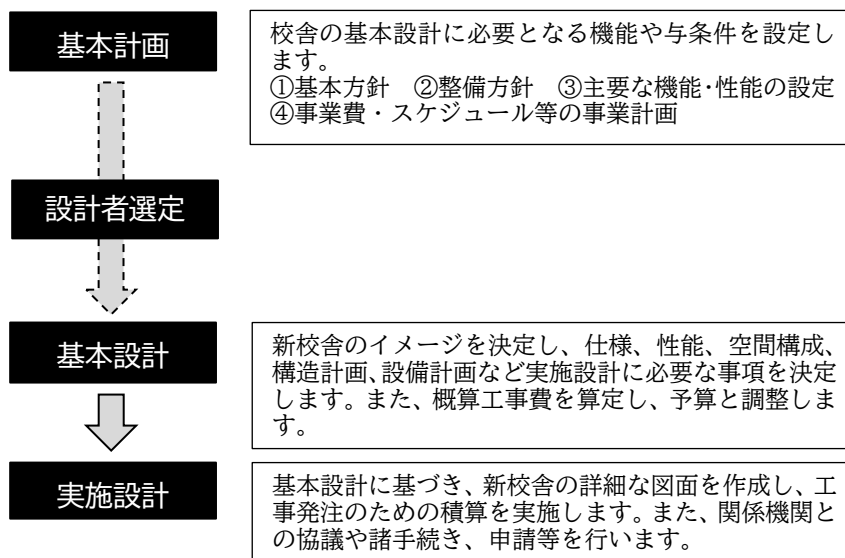 基本計画
校舎の基本設計に必要となる機能や与条件を設定し
ます。
①基本方針　②整備方針　③主要な機能・性能の設定
④事業費・スケジュール等の事業計画
設計者選定
基本設計
新校舎のイメージを決定し、仕様、性能、空間構成、
構造計画、設備計画など実施設計に必要な事項を決定
します。また、概算工事費を算定し、予算と調整しま
す。
実施設計
基本設計に基づき、新校舎の詳細な図面を作成し、工
事発注のための積算を実施します。また、関係機関と
の協議や諸手続き、申請等を行います。